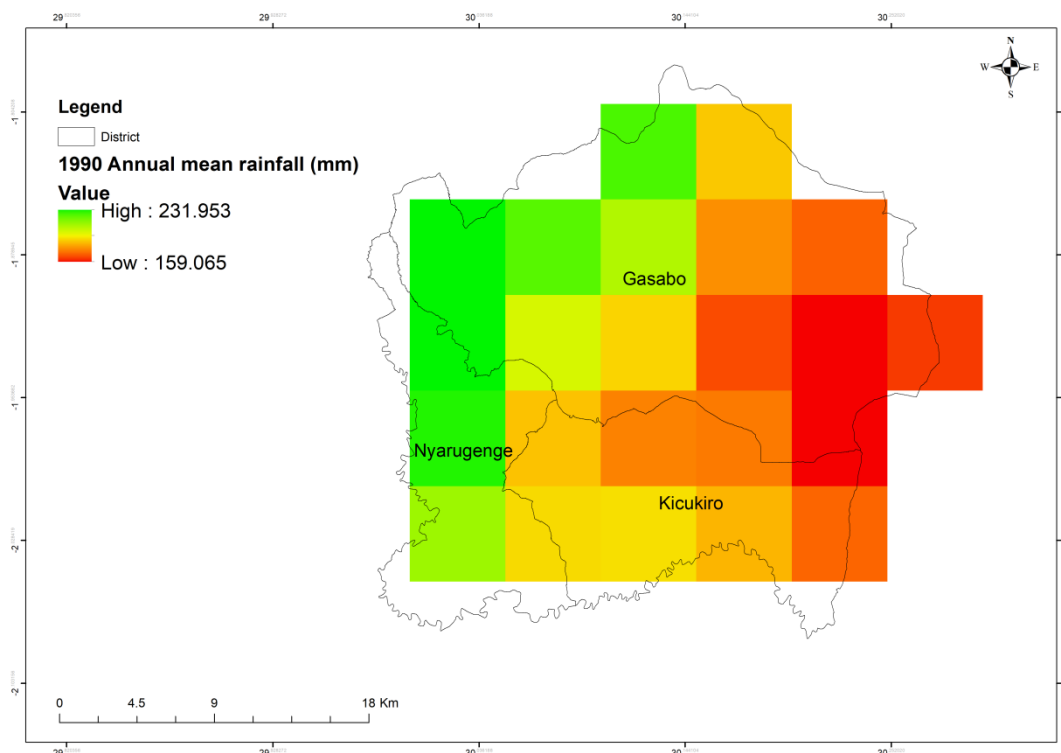 29 29 30 30 30
N
W E
S
Legend
District
1990 Annual mean rainfall (mm)
Value
High : 231.953
Low : 159.065
Gasabo
Nyarugenge
Kicukiro
-1
-1
-1
-2
-2
0 4.5 9 18 Km
29 29 30 30 30